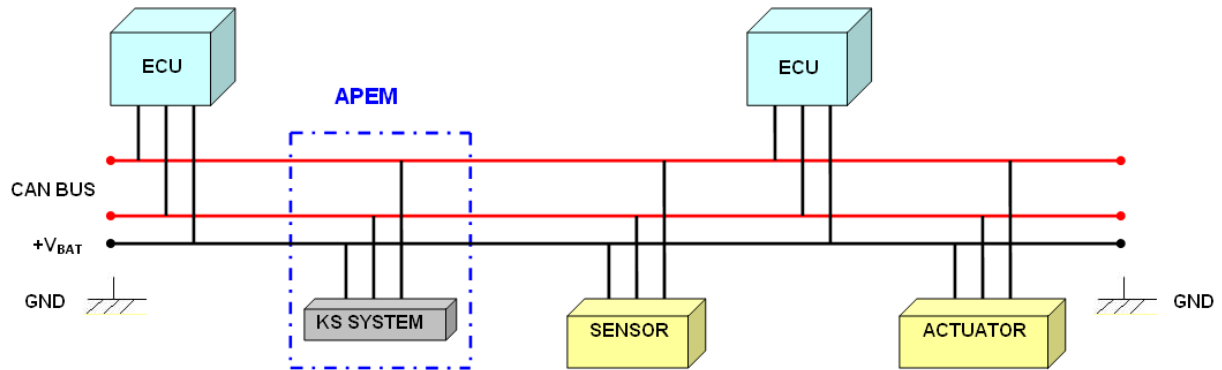 ECU
ECU
APEM
CAN BUS
+VBAT
GND
KS SYSTEM
SENSOR
ACTUATOR
GND